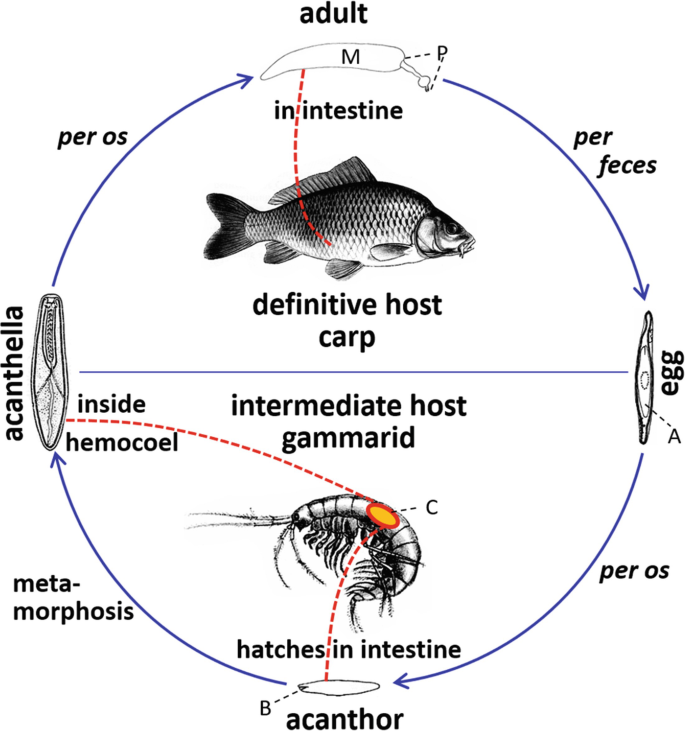 adult
M
P
in intestine
per os
per
feces
definitive host
carp
acanthella
egg
A
inside
hemocoel
intermediate host
gammarid
C
per os
meta-
morphosis
hatches in intestine
B
acanthor